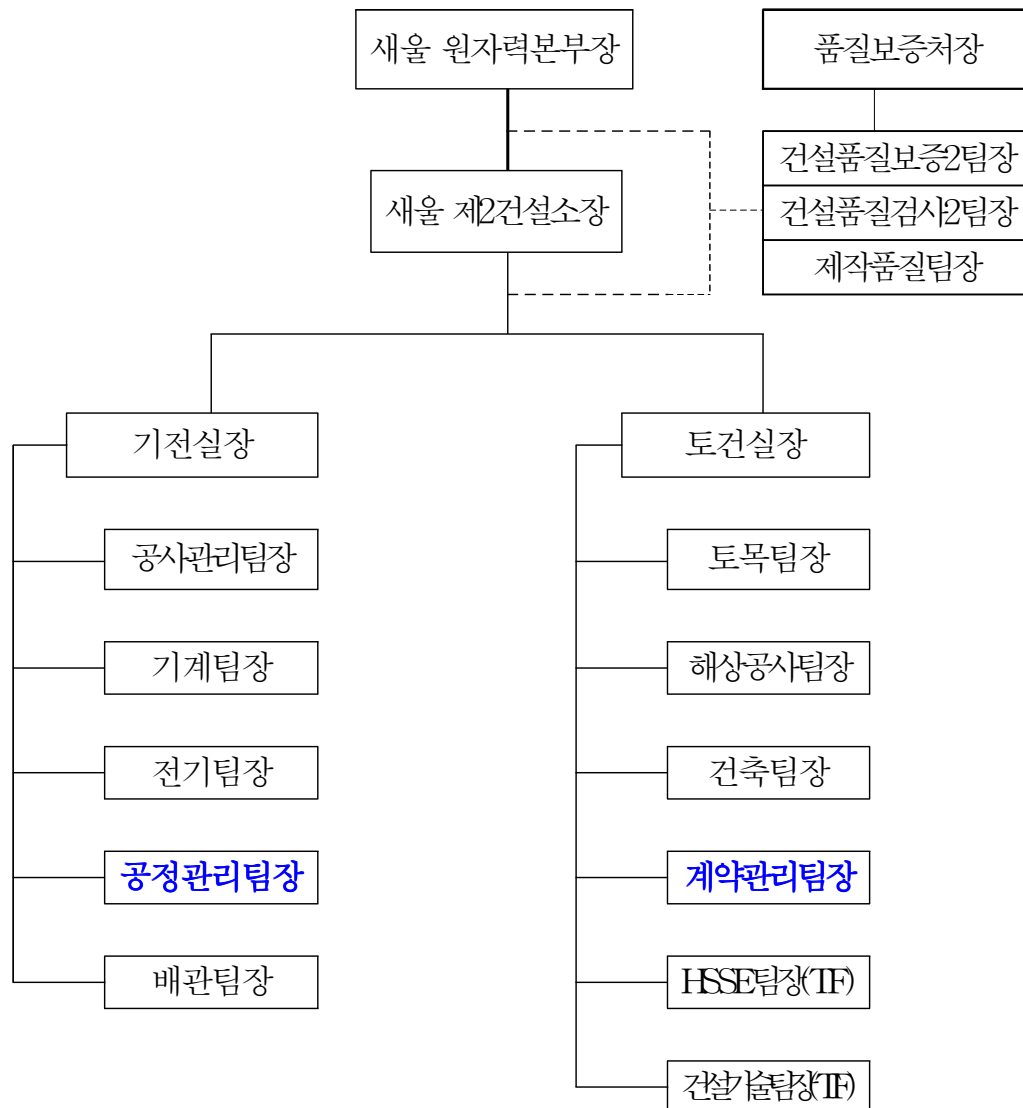 새울 원자력본부장
품질보증처장
건설품질보증2팀장
새울 제2건설소장
건설품질검사2팀장
제작품질팀장
기전실장
토건실장
공사관리팀장
토목팀장
기계팀장
해상공사팀장
전기팀장
건축팀장
공정관리팀장
계약관리팀장
배관팀장
HSSE팀장(TF)
건설기술팀장(TF)